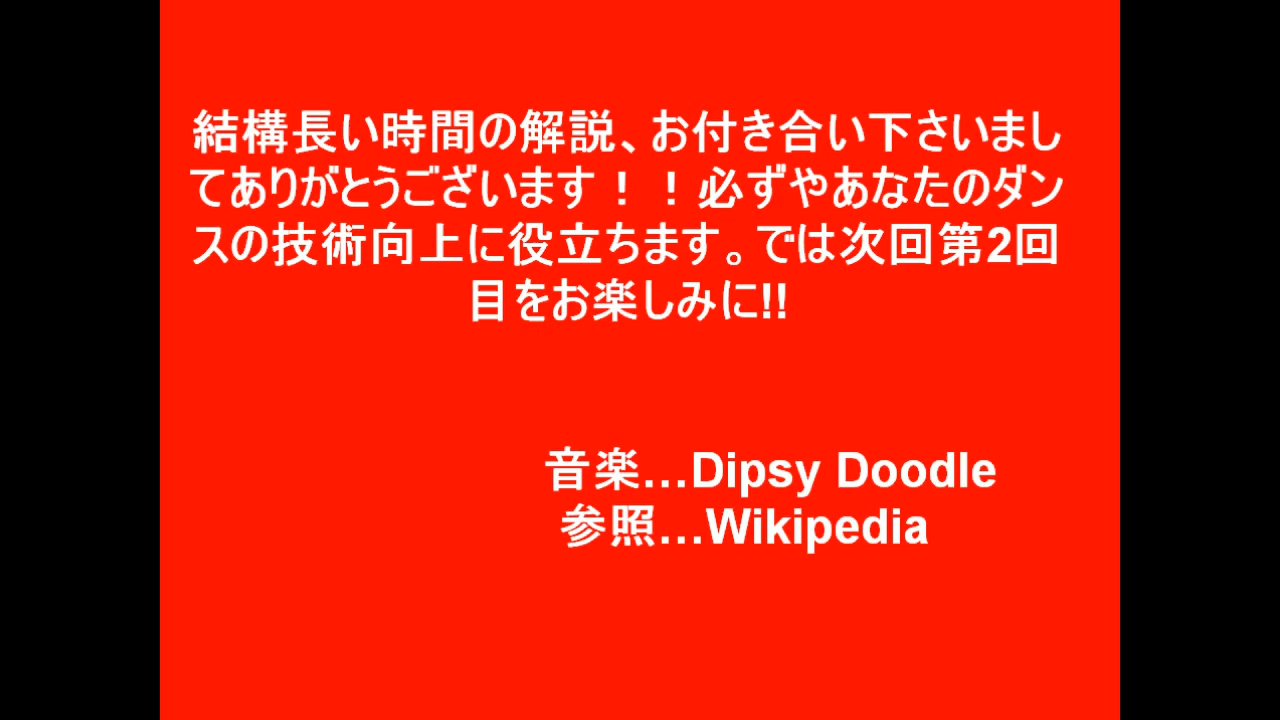 結構長い時間の解説、お付き合い下さいまし
てありがとうございます！！必ずやあなたのダン
スの技術向上に役立ちます。では次回第2回
目をお楽しみに!!
音楽…Dipsy Doodle
参照…Wikipedia